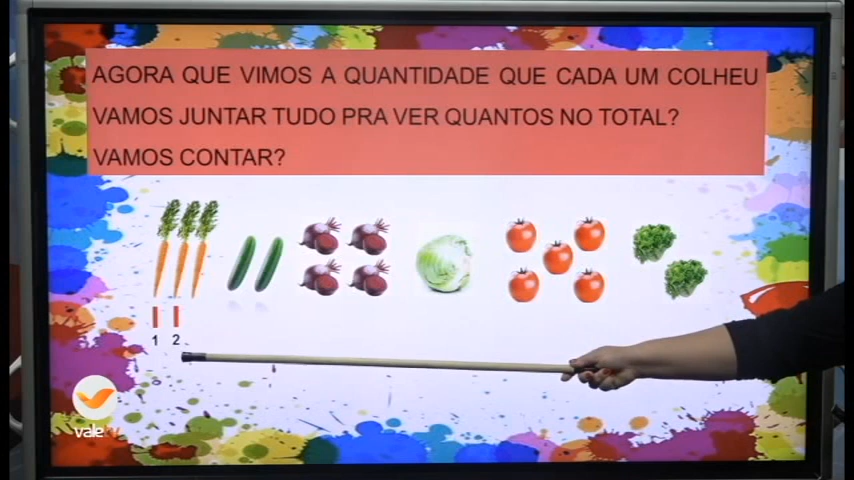 AGORA QUE VIMOS A QUANTIDADE QUE CADA UM COLHEU
VAMOS JUNTAR TUDO PRA VER QUANTOS NO TOTAL?
VAMOS CONTAR?
1 2
vale tv